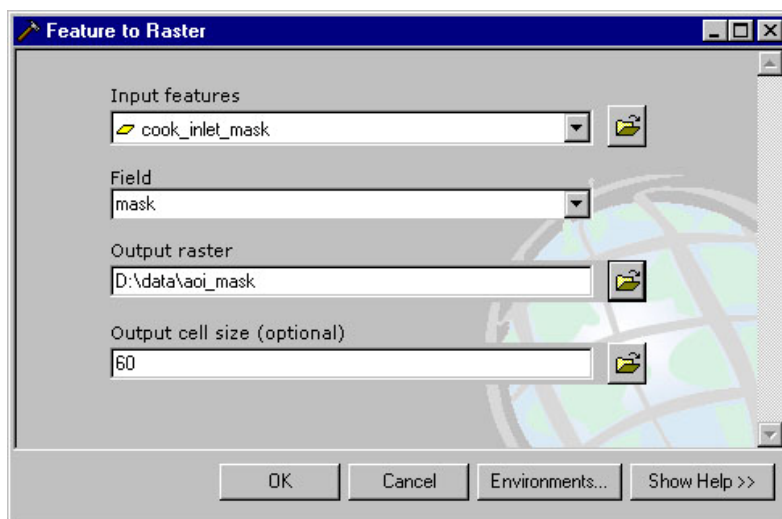 Feature to Raster
Input features
cook_inlet_mask
Field
mask
Output raster
D:\data\aoi_mask
Output cell size (optional)
60
OK Cancel Environments... Show Help >>